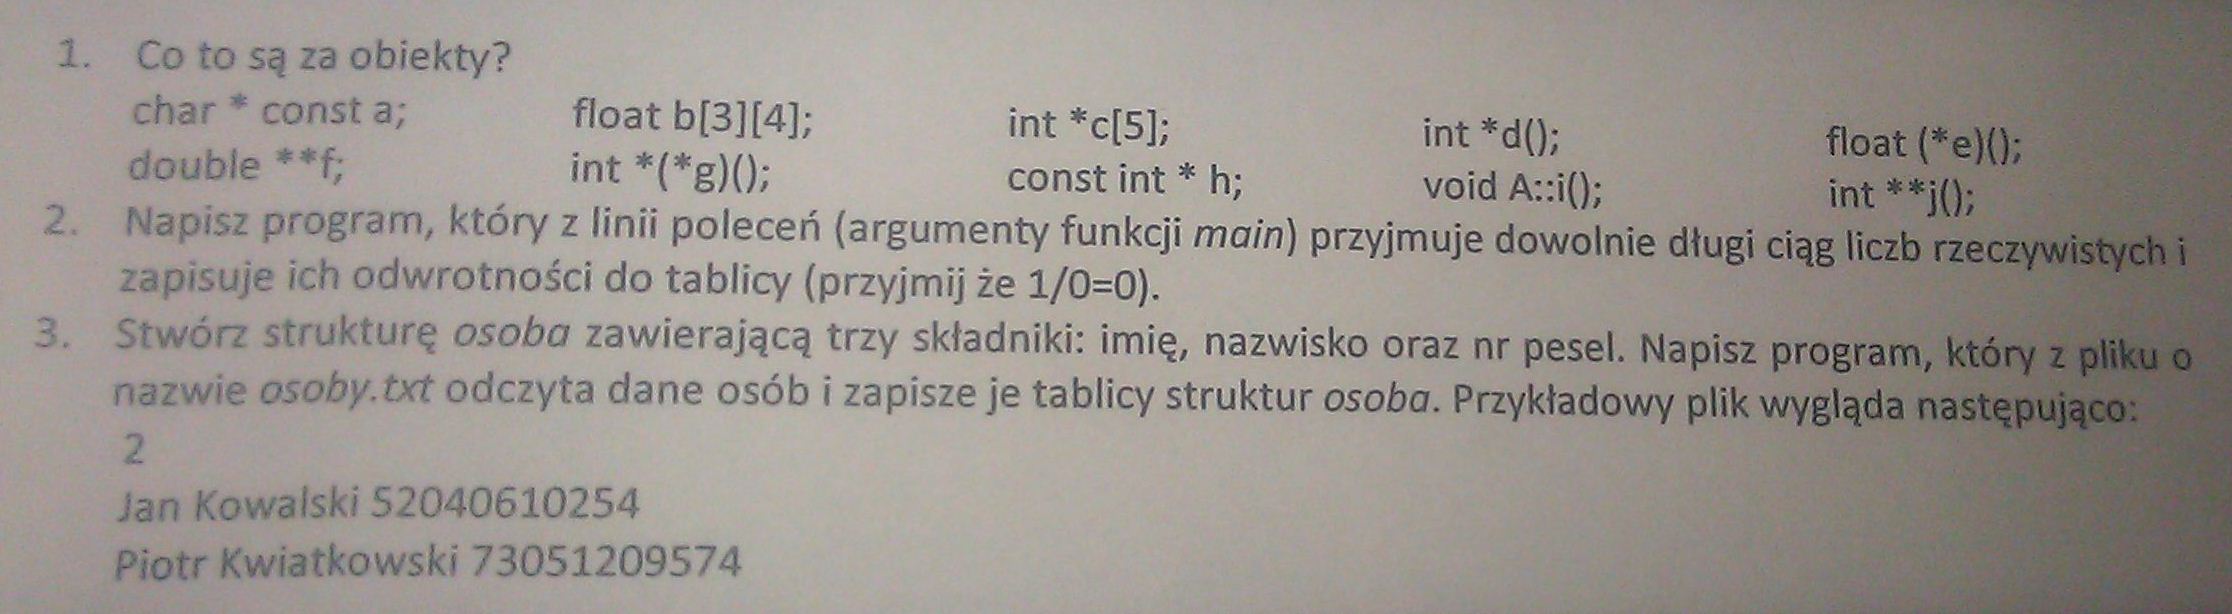 1. Co to są za obiekty?
char * const a; float b[3][4]; int *c[5]; int *d(); float (*e)();
double **f; int *(*g)(); const int * h; void A::i(); int **j();
2. Napisz program, który z linii poleceń (argumenty funkcji main) przyjmuje dowolnie długi ciąg liczb rzeczywistych i
zapisuje ich odwrotności do tablicy (przyjmij że 1/0=0).
3. Stwórz strukturę osoba zawierającą trzy składniki: imię, nazwisko oraz nr pesel. Napisz program, który z pliku o
nazwie osoby.txt odczyta dane osób i zapisze je tablicy struktur osoba. Przykładowy plik wygląda następująco:
2
Jan Kowalski 52040610254
Piotr Kwiatkowski 73051209574